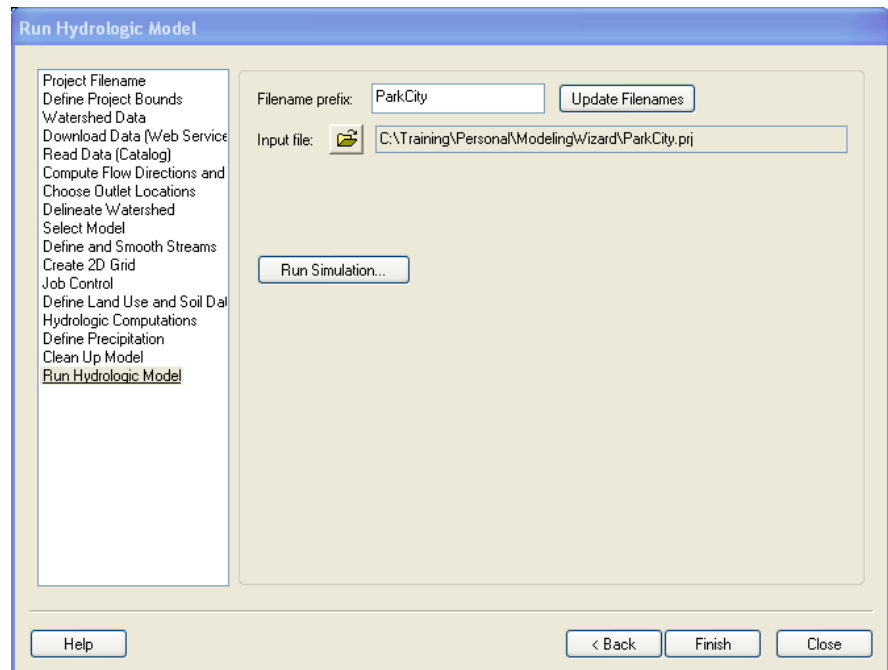 Run Hydrologic Model
Project Filename
Define Project Bounds
Watershed Data
Download Data (Web Service
Read Data (Catalog)
Compute Flow Directions and
Choose Outlet Locations
Delineate Watershed
Select Model
Define and Smooth Streams
Create 2D Grid
Job Control
Define Land Use and Soil Dat
Hydrologic Computations
Define Precipitation
Clean Up Model
Run Hydrologic Model
Filename prefix: ParkCity Update Filenames
Input file: C:\Training\Personal\ModelingWizard\ParkCity.prj
Run Simulation...
Help < Back Finish Close